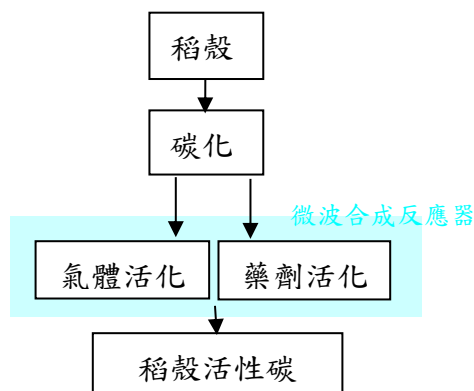 稻殼
碳化
微波合成反應器
氣體活化
藥劑活化
稻殼活性碳